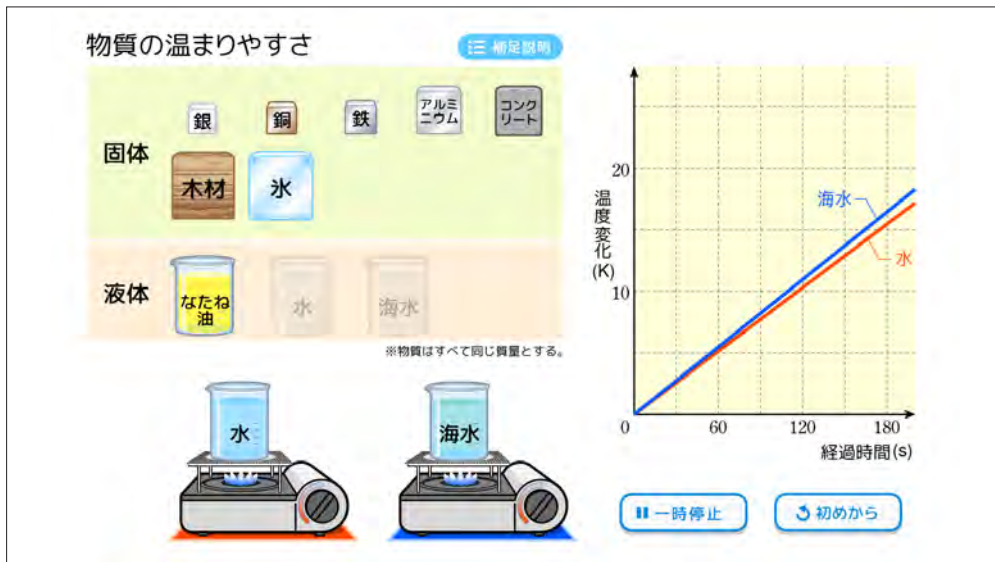 物質の温まりやすさ
補足説明
固体
銀
銅
鉄
アルミ
ニウム
コンク
リート
木材
氷
液体
なたね
油
水
海水
※物質はすべて同じ質量とする。
水
海水
温度変化
(K)
20
10
海水
水
0
60
120
180
経過時間(s)
一時停止
初めから